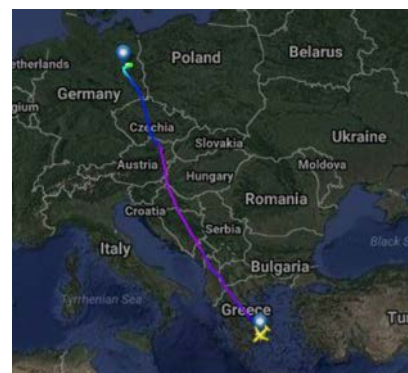 Belarus
Poland
etherlands
Germany
gium
Czechia
Ukraine
Slovakia
Austria
Moldova
Hungary
Romania
Croatia
Serbia
Italy
Black S
Bulgaria
Tyrrhenian Sea
Greece
Tu